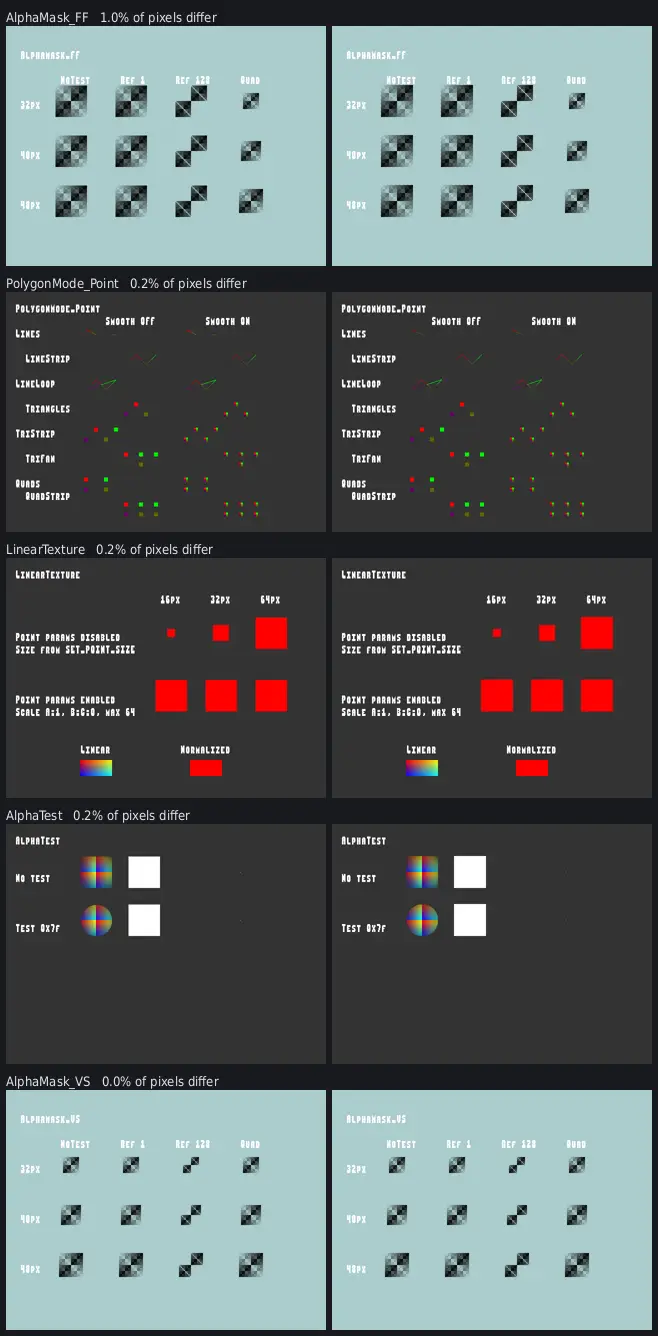 AlphaMask_FF 1.0% of pixels differ
AlphaMask_FF AlphaMask_FF
NoTest Ref 1 Ref 128 Quad NoTest Ref 1 Ref 128 Quad
32px 32px
40px 40px
48px 48px
PolygonMode_Point 0.2% of pixels differ
PolygonMode_Point PolygonMode_Point
Smooth Off Smooth ON Smooth Off Smooth ON
Lines Lines
LineStrip LineStrip
LineLoop LineLoop
Triangles Triangles
TriStrip TriStrip
TriFan TriFan
Quads Quads
QuadStrip QuadStrip
LinearTexture 0.2% of pixels differ
LinearTexture LinearTexture
16px 32px 64px 16px 32px 64px
Point params disabled Point params disabled
Size from SET_POINT_SIZE Size from SET_POINT_SIZE
Point params enabled Point params enabled
Scale A:1, B:C:0, max 64 Scale A:1, B:C:0, max 64
Linear Normalized Linear Normalized
AlphaTest 0.2% of pixels differ
AlphaTest AlphaTest
No test No test
Test 0x7f Test 0x7f
AlphaMask_VS 0.0% of pixels differ
AlphaMask_VS AlphaMask_VS
NoTest Ref 1 Ref 128 Quad NoTest Ref 1 Ref 128 Quad
32px 32px
40px 40px
48px 48px